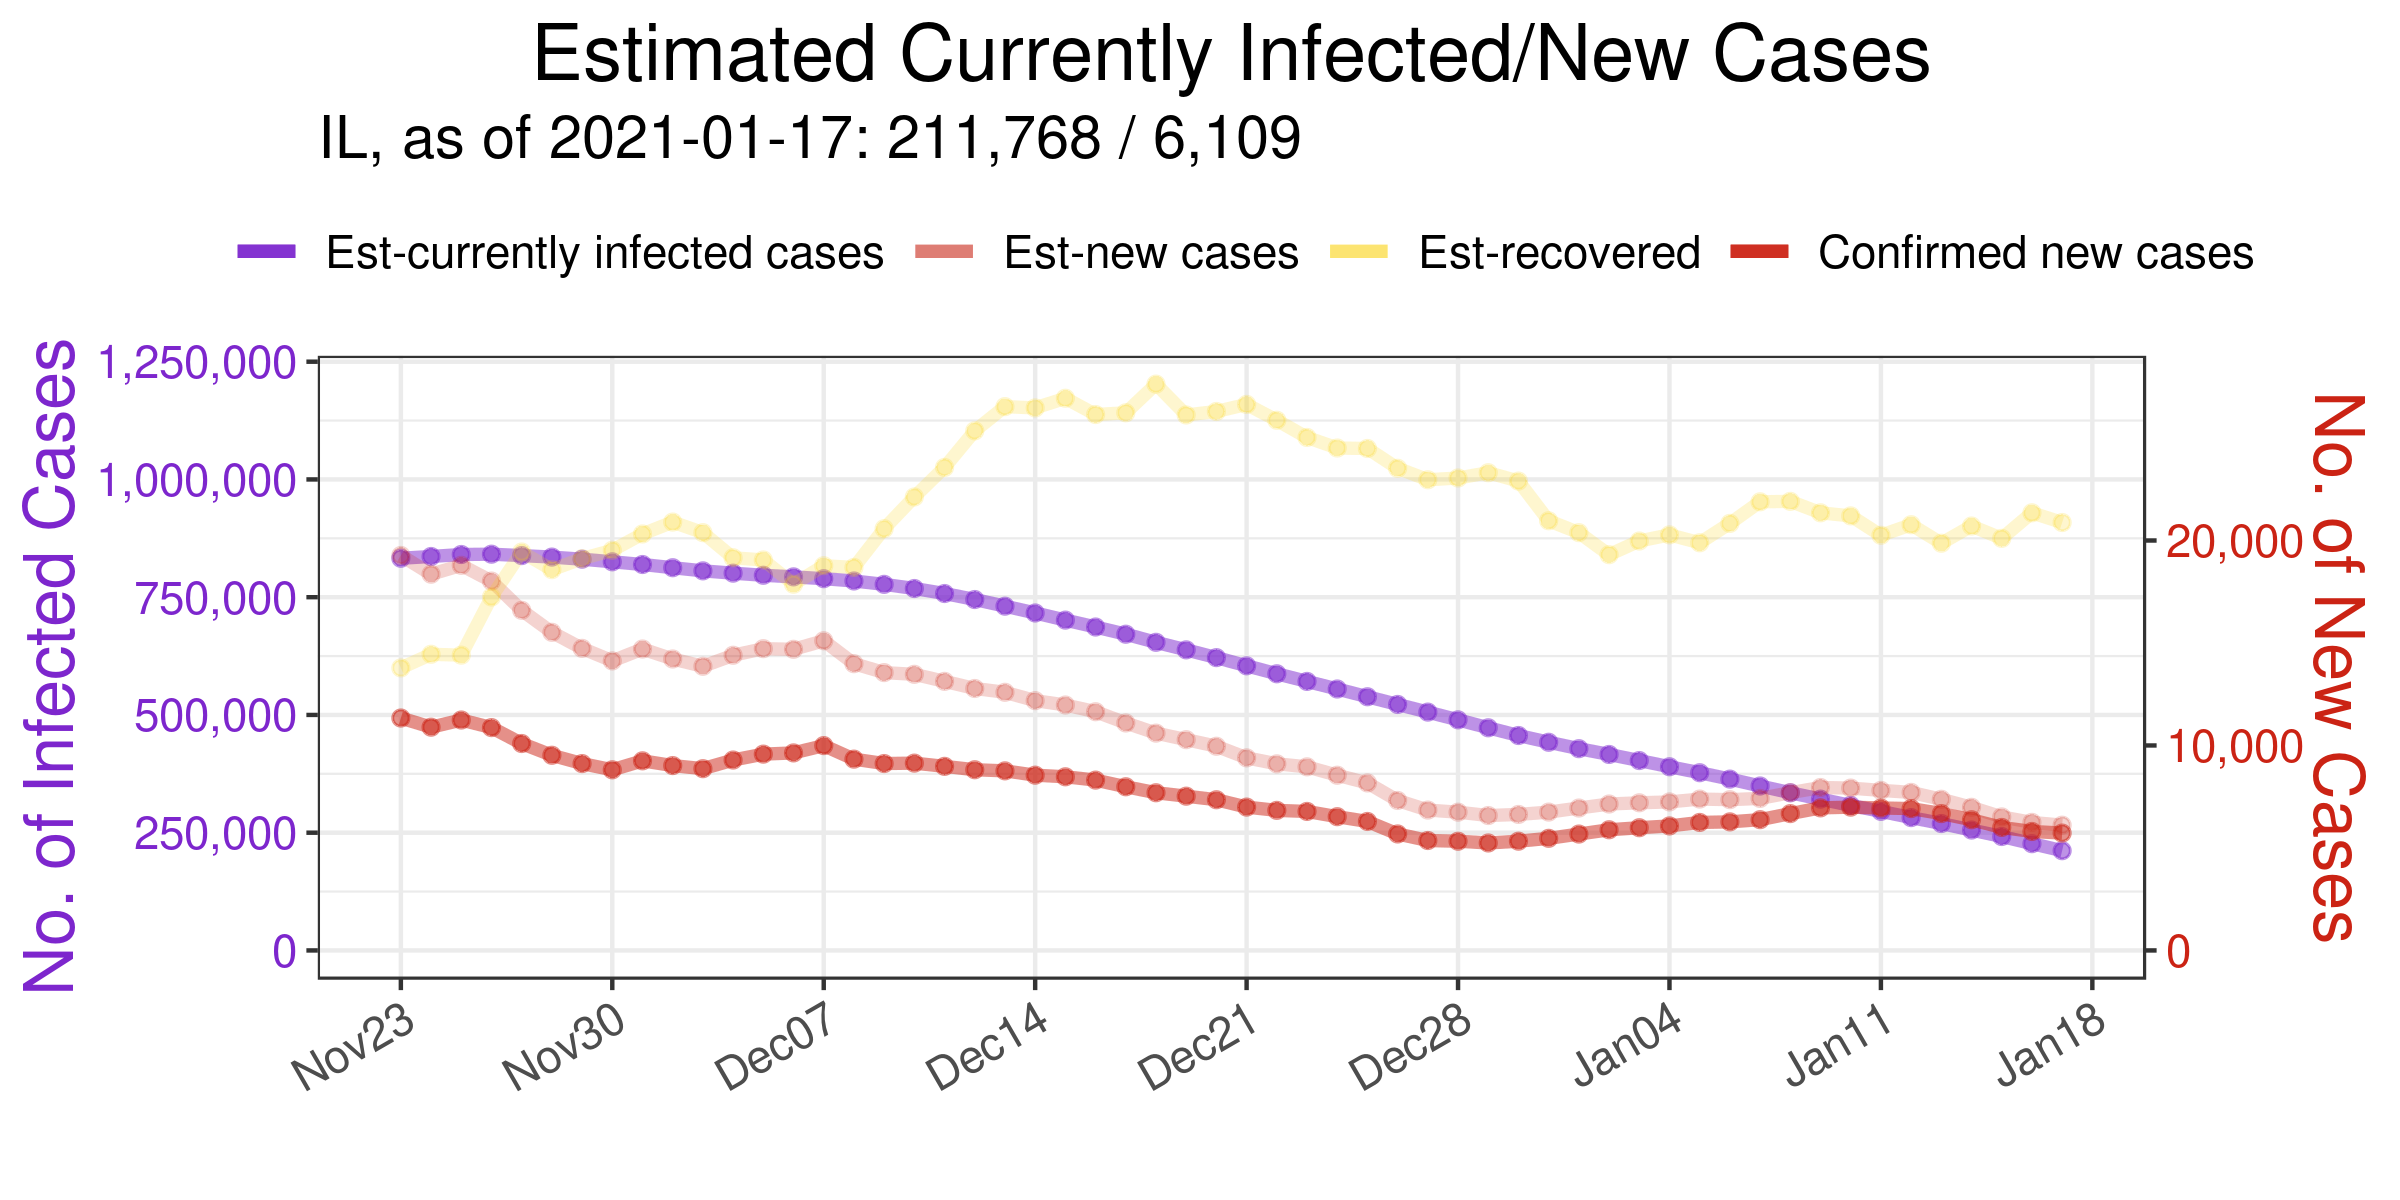 Estimated Currently Infected/New Cases
IL, as of 2021-01-17: 211,768 / 6,109
Est-currently infected cases Est-new cases Est-recovered Confirmed new cases
No. of Infected Cases
1,250,000
1,000,000
750,000
500,000
250,000
0
20,000
10,000
0
No. of New Cases
Nov23 Nov30 Dec07 Dec14 Dec21 Dec28 Jan04 Jan11 Jan18